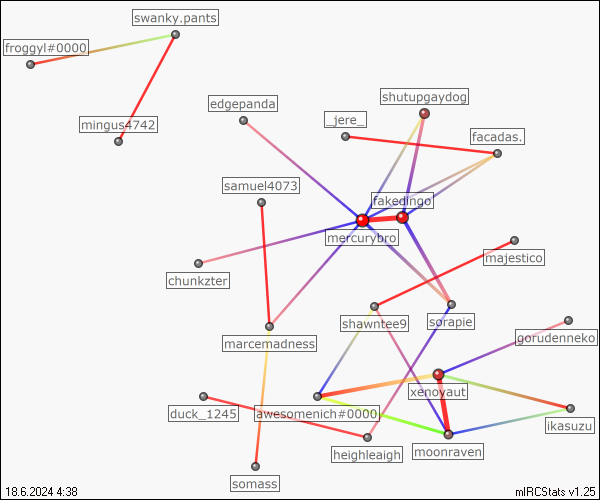 swanky.pants
froggyl#0000
shutupgaydog
edgepanda
_jere_
mingus4742
facadas.
samuel4073
fakedingo
mercurybro
majestico
chunkzter
shawntee9
sorapie
gorudenneko
marcemadness
xenoyaut
duck_1245
awesomenich#0000
ikasuzu
heighleaigh
moonraven
somass
18.6.2024 4:38
mIRCStats v1.25